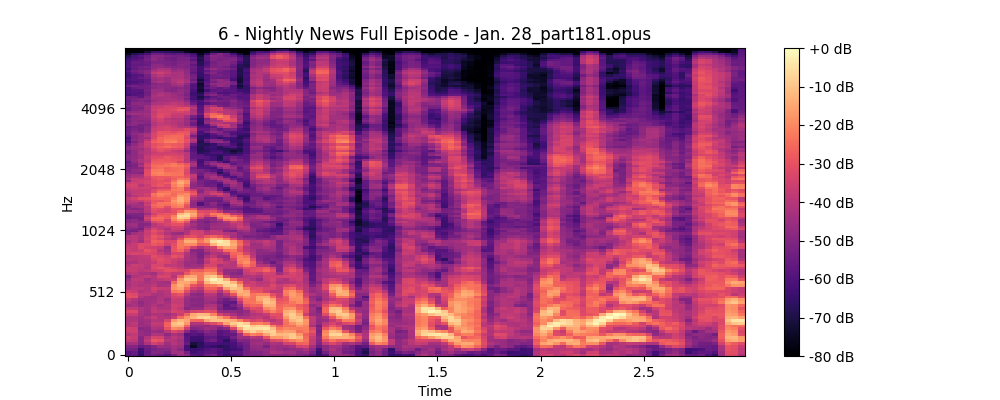 6 - Nightly News Full Episode - Jan. 28_part181.opus
+0 dB
-10 dB
-20 dB
-30 dB
-40 dB
-50 dB
-60 dB
-70 dB
-80 dB
4096
2048
1024
512
0
Hz
0
0.5
1
1.5
2
2.5
Time